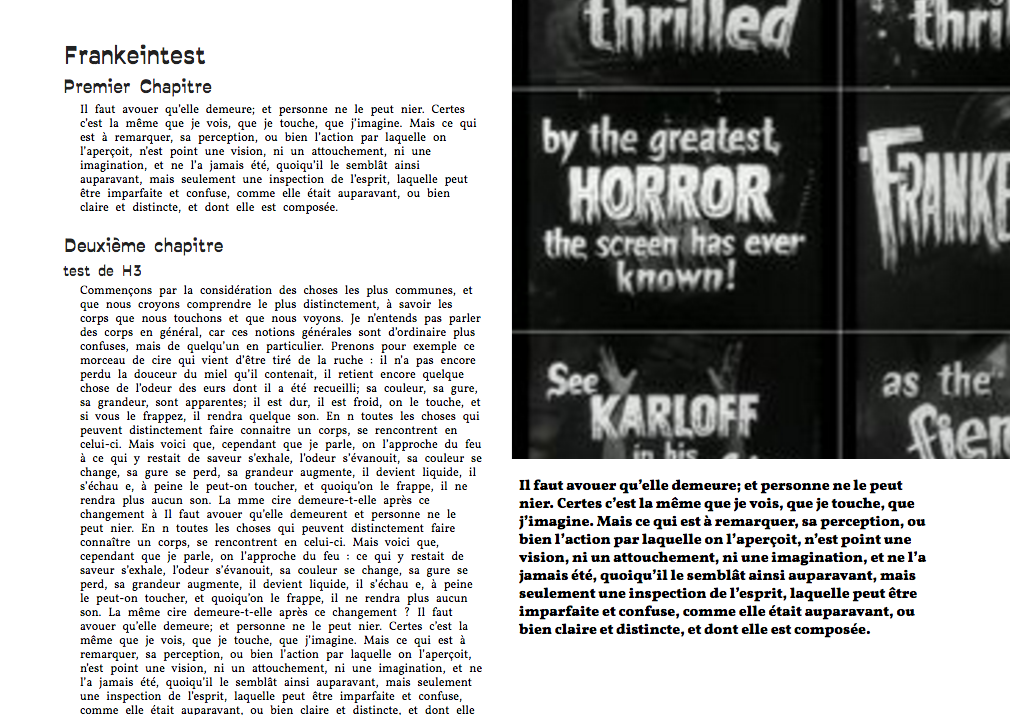 Frankeintest
Premier Chapitre
Il faut avouer qu'elle demeure; et personne ne le peut nier. Certes
c'est la même que je vois, que je touche, que j'imagine. Mais ce qui
est à remarquer, sa perception, ou bien l'action par laquelle on
l'aperçoit, n'est point une vision, ni un attouchement, ni une
imagination, et ne l'a jamais été, quoiqu'il le semblât ainsi
auparavant, mais seulement une inspection de l'esprit, laquelle peut
être imparfaite et confuse, comme elle était auparavant, ou bien
claire et distincte, et dont elle est composée.
Deuxième chapitre
test de H3
Commençons par la considération des choses les plus communes, et
que nous croyons comprendre le plus distinctement, à savoir les
corps que nous touchons et que nous voyons. Je n'entends pas parler
des corps en général, car ces notions générales sont d'ordinaire plus
confuses, mais de quelqu'un en particulier. Prenons pour exemple ce
morceau de cire qui vient d'être tiré de la ruche : il n'a pas encore
perdu la douceur du miel qu'il contenait, il retient encore quelque
chose de l'odeur des eurs dont il a été recueilli; sa couleur, sa gure,
sa grandeur, sont apparentes; il est dur, il est froid, on le touche, et
si vous le frappez, il rendra quelque son. En n toutes les choses qui
peuvent distinctement faire connaitre un corps, se rencontrent en
celui-ci. Mais voici que, cependant que je parle, on l'approche du feu
à ce qui y restait de saveur s'exhale, l'odeur s'évanouit, sa couleur se
change, sa gure se perd, sa grandeur augmente, il devient liquide, il
s'échau e, à peine le peut-on toucher, et quoiqu'on le frappe, il ne
rendra plus aucun son. La mme cire demeure-t-elle après ce
changement à Il faut avouer qu'elle demeurent et personne ne le
peut nier. En n toutes les choses qui peuvent distinctement faire
connaître un corps, se rencontrent en celui-ci. Mais voici que,
cependant que je parle, on l'approche du feu : ce qui y restait de
saveur s'exhale, l'odeur s'évanouit, sa couleur se change, sa gure se
perd, sa grandeur augmente, il devient liquide, il s'échau e, à peine
le peut-on toucher, et quoiqu'on le frappe, il ne rendra plus aucun
son. La même cire demeure-t-elle après ce changement ? Il faut
avouer qu'elle demeure; et personne ne le peut nier. Certes c'est la
même que je vois, que je touche, que j'imagine. Mais ce qui est à
remarquer, sa perception, ou bien l'action par laquelle on l'aperçoit,
n'est point une vision, ni un attouchement, ni une imagination, et ne
l'a jamais été, quoiqu'il le semblât ainsi auparavant, mais seulement
une inspection de l'esprit, laquelle peut être imparfaite et confuse,
comme elle était auparavant, ou bien claire et distincte, et dont elle
thrilled
thri
by the greatest
HORROR
the screen has ever
known!
FRANKE
See
KARLOFF
in his
as the
fien
Il faut avouer qu'elle demeure; et personne ne le peut
nier. Certes c'est la même que je vois, que je touche, que
j'imagine. Mais ce qui est à remarquer, sa perception, ou
bien l'action par laquelle on l'aperçoit, n'est point une
vision, ni un attouchement, ni une imagination, et ne l'a
jamais été, quoiqu'il le semblât ainsi auparavant, mais
seulement une inspection de l'esprit, laquelle peut être
imparfaite et confuse, comme elle était auparavant, ou
bien claire et distincte, et dont elle est composée.